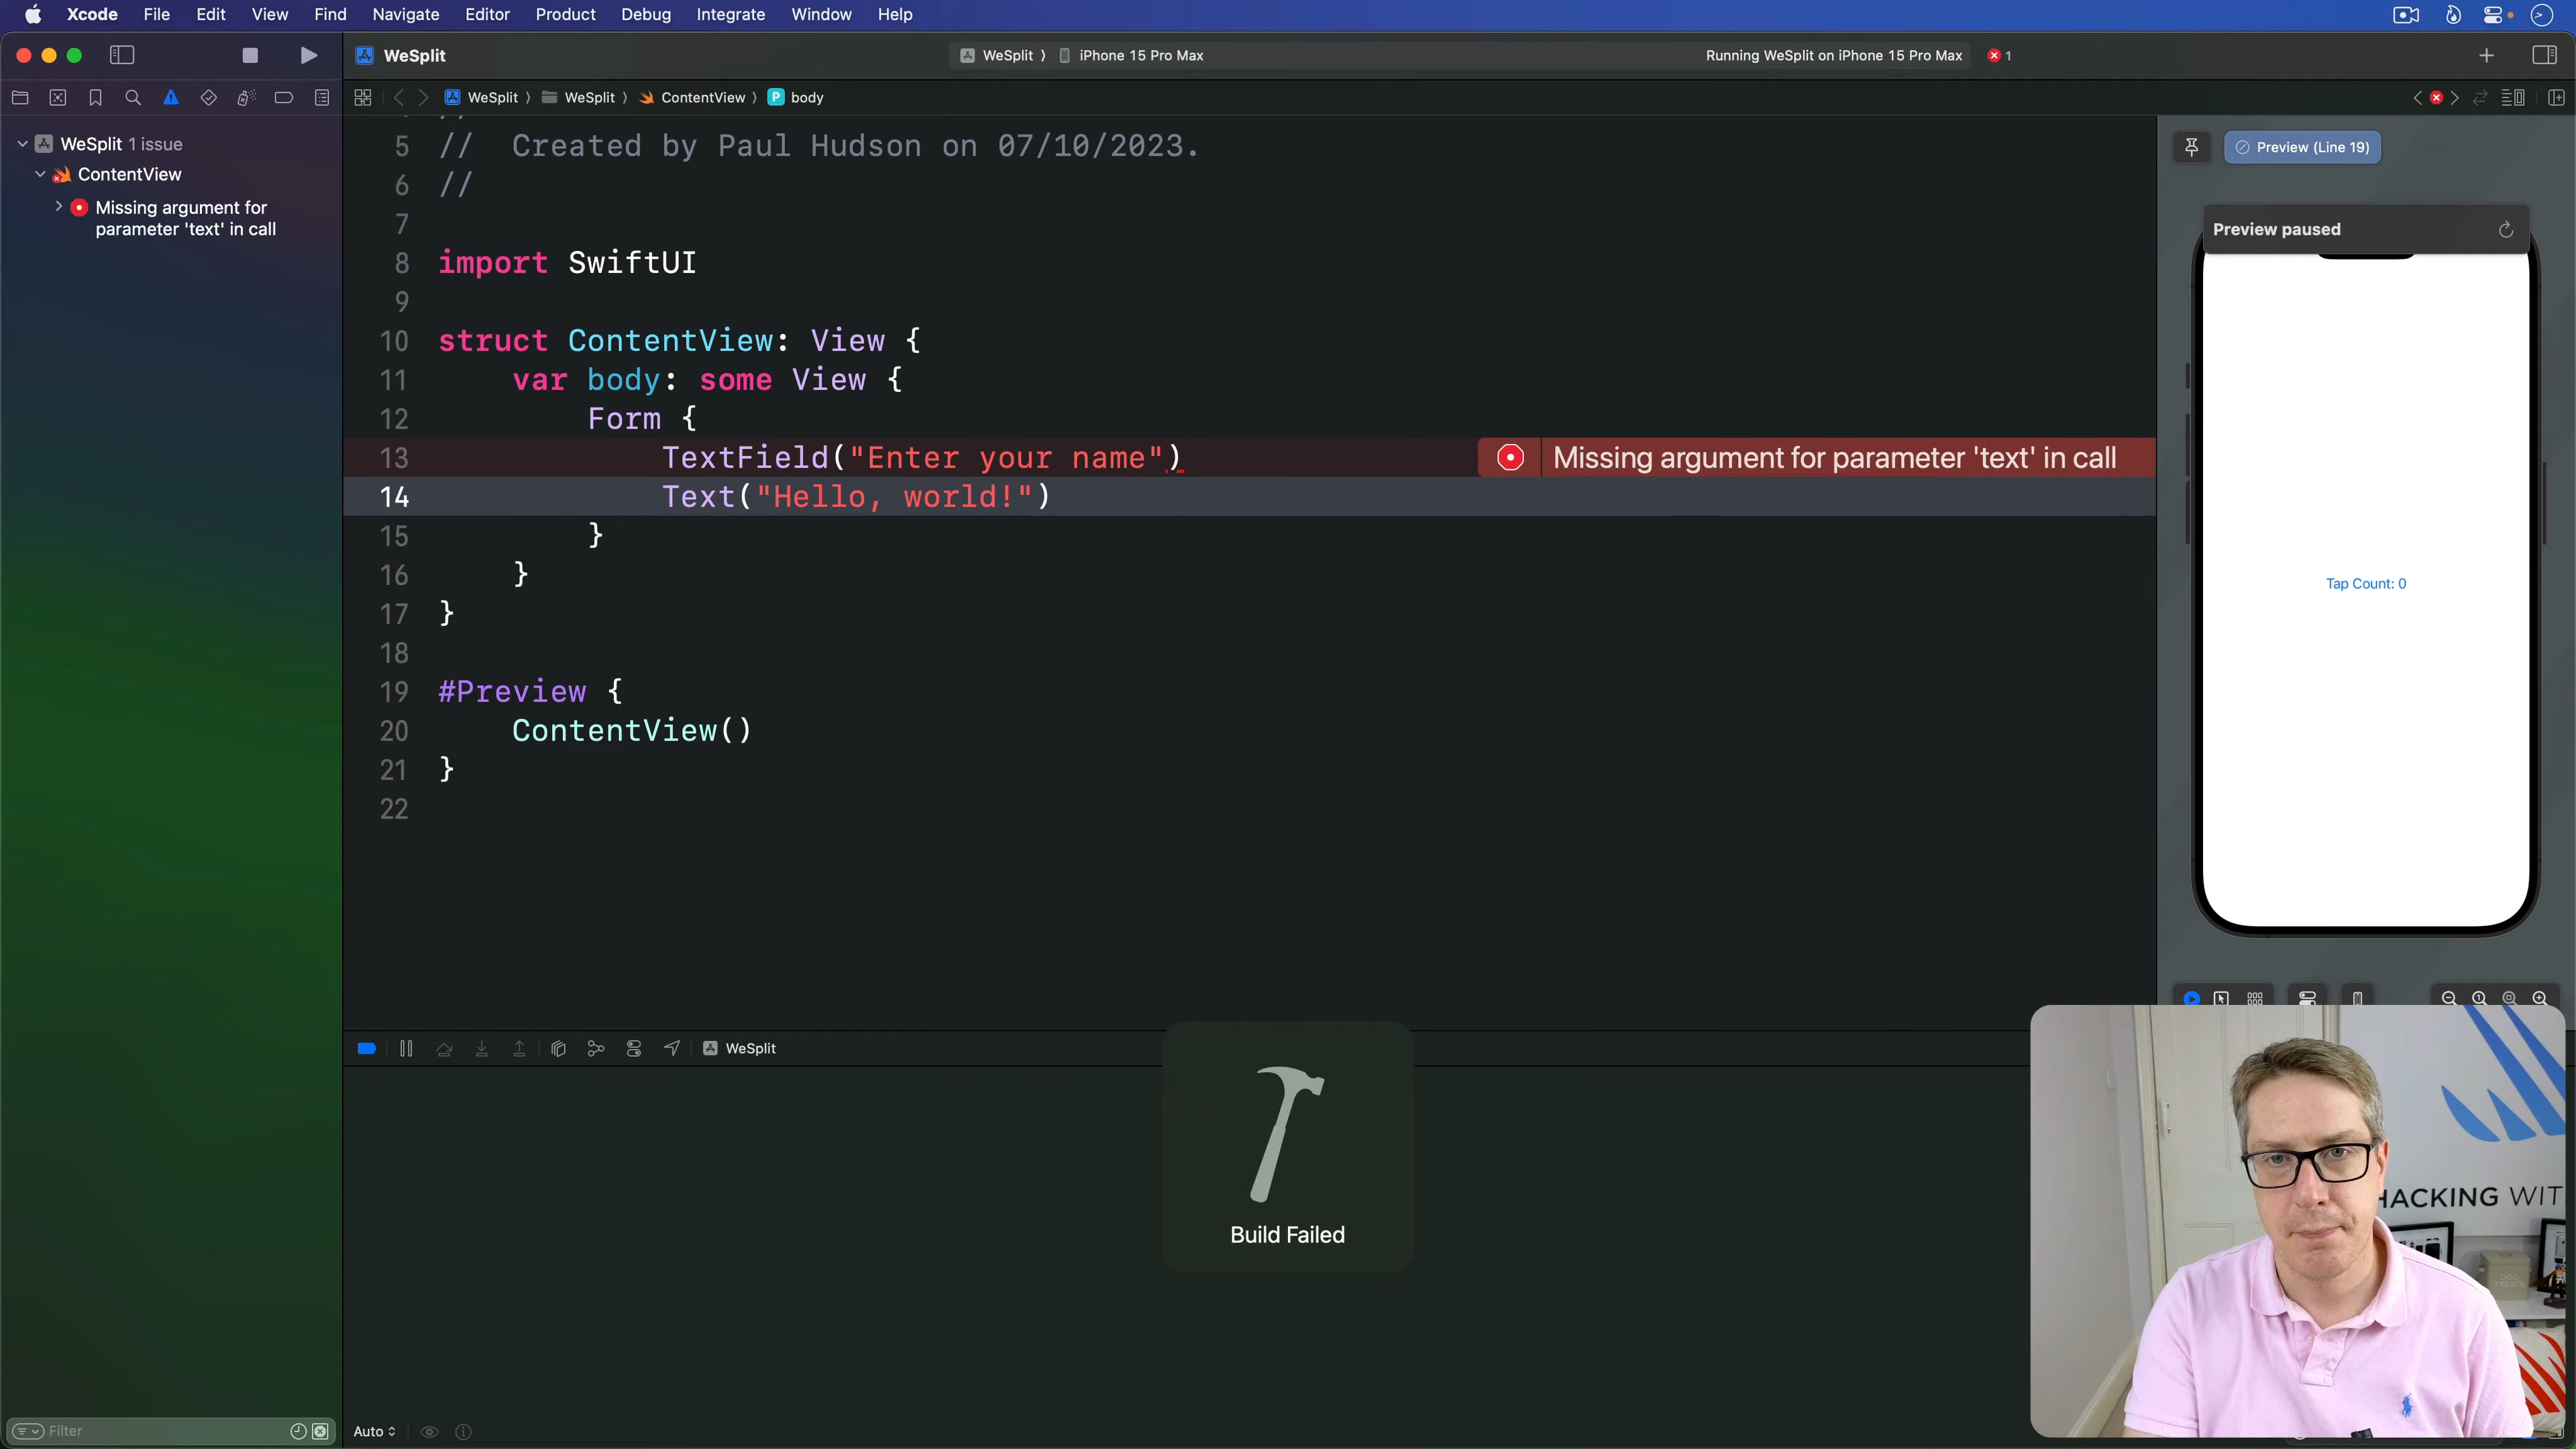 Xcode File Edit View Find Navigate Editor Product Debug Integrate Window Help
WeSplit
WeSplit iPhone 15 Pro Max
Running WeSplit on iPhone 15 Pro Max
1
WeSplit WeSplit ContentView P body
WeSplit 1 issue
ContentView
Missing argument for
parameter 'text' in call
5 //  Created by Paul Hudson on 07/10/2023.
6 //
7
8 import SwiftUI
9
10 struct ContentView: View {
11 var body: some View {
12 Form {
13 TextField("Enter your name")
Missing argument for parameter 'text' in call
14 Text("Hello, world!")
15 }
16 }
17 }
18
19 #Preview {
20 ContentView()
21 }
22
Preview (Line 19)
Preview paused
Tap Count: 0
WeSplit
Build Failed
HACKING WIT
DOG
TREATS
Filter
Auto